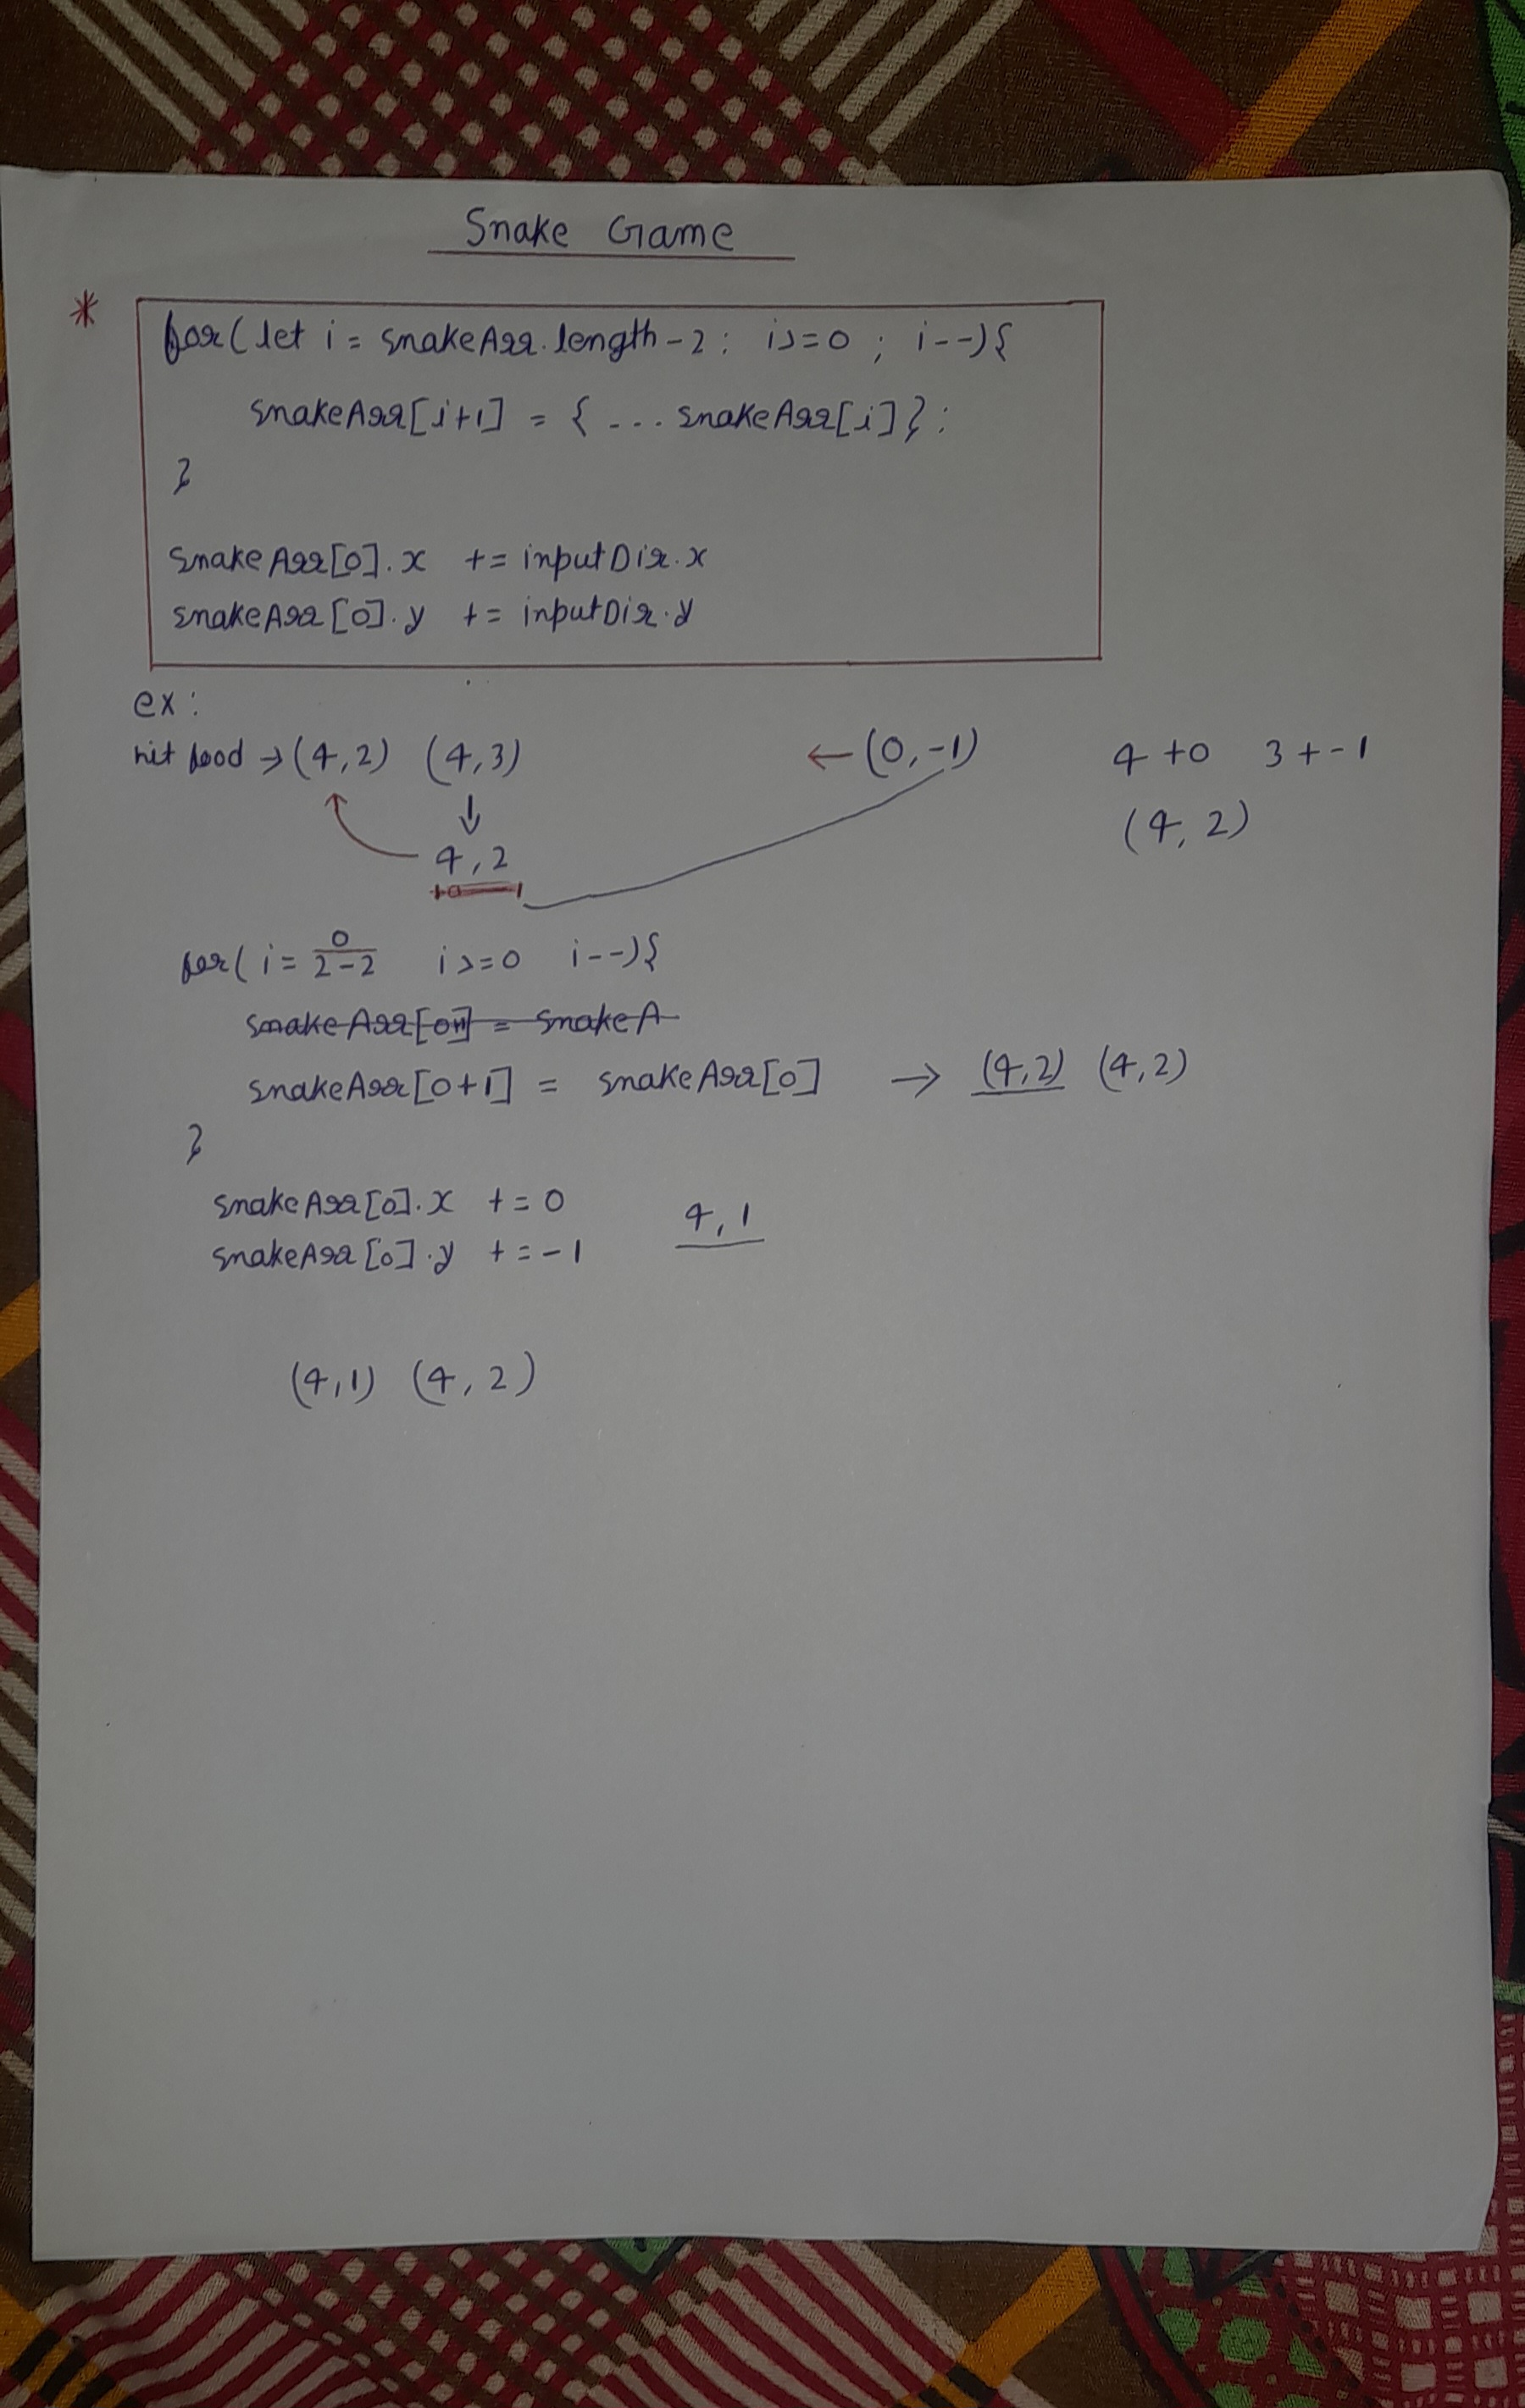 Snake Game
* for(let i = snakeArr.length-2; i>=0 ; i--){
snakeArr[i+1] = {...snakeArr[i]};
}
snakeArr[0].x += inputDir.x
snakeArr[0].y += inputDir.y
ex:
hit food → (4,2) (4,3) ← (0,-1) 4+0 3+-1
↓ (4,2)
4,2
+0 -1
for( i = 0 i>=0 i--){
2-2
snakeArr[0+1] = snakeA
snakeArr[0+1] = snakeArr[0] → (4,2) (4,2)
}
snakeArr[0].x += 0
4,1
snakeArr[0].y += -1
(4,1) (4,2)